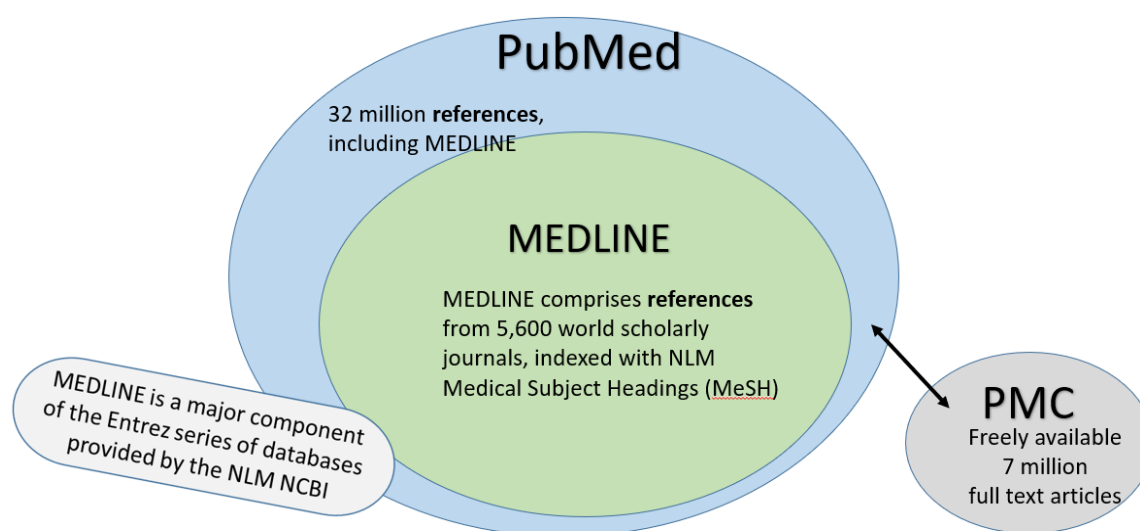 PubMed
32 million references,
including MEDLINE
MEDLINE
MEDLINE comprises references
from 5,600 world scholarly
journals, indexed with NLM
Medical Subject Headings (MeSH)
MEDLINE is a major component
of the Entrez series of databases
provided by the NLM NCBI
PMC
Freely available
7 million
full text articles